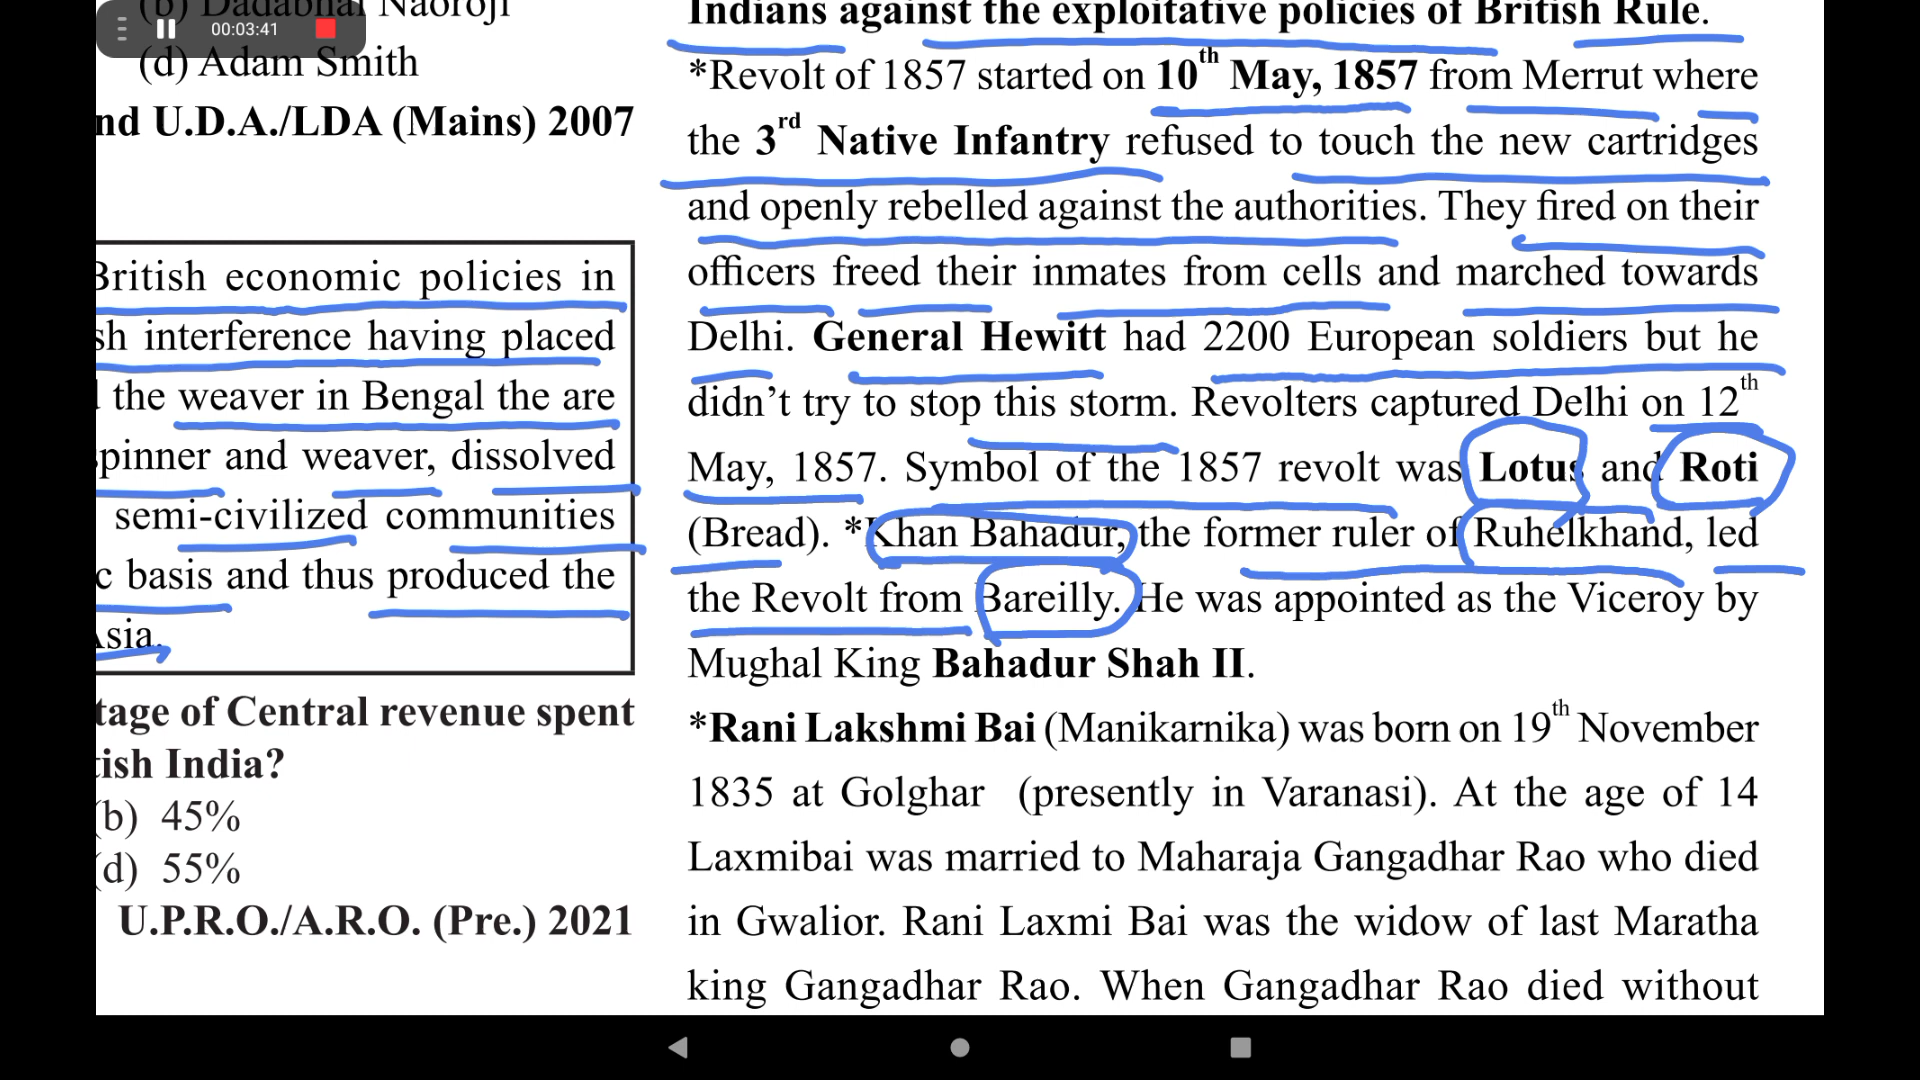 (b) Dadabhai Naoroji
00:03:41
(d) Adam Smith
nd U.D.A./LDA (Mains) 2007
British economic policies in
sh interference having placed
the weaver in Bengal the are
spinner and weaver, dissolved
semi-civilized communities
c basis and thus produced the
Asia.
tage of Central revenue spent
tish India?
(b) 45%
(d) 55%
U.P.R.O./A.R.O. (Pre.) 2021
Indians against the exploitative policies of British Rule.
*Revolt of 1857 started on 10th May, 1857 from Merrut where
the 3rd Native Infantry refused to touch the new cartridges
and openly rebelled against the authorities. They fired on their
officers freed their inmates from cells and marched towards
Delhi. General Hewitt had 2200 European soldiers but he
didn’t try to stop this storm. Revolters captured Delhi on 12th
May, 1857. Symbol of the 1857 revolt was Lotus and Roti
(Bread). *Khan Bahadur, the former ruler of Ruhelkhand, led
the Revolt from Bareilly. He was appointed as the Viceroy by
Mughal King Bahadur Shah II.
*Rani Lakshmi Bai (Manikarnika) was born on 19th November
1835 at Golghar (presently in Varanasi). At the age of 14
Laxmibai was married to Maharaja Gangadhar Rao who died
in Gwalior. Rani Laxmi Bai was the widow of last Maratha
king Gangadhar Rao. When Gangadhar Rao died without